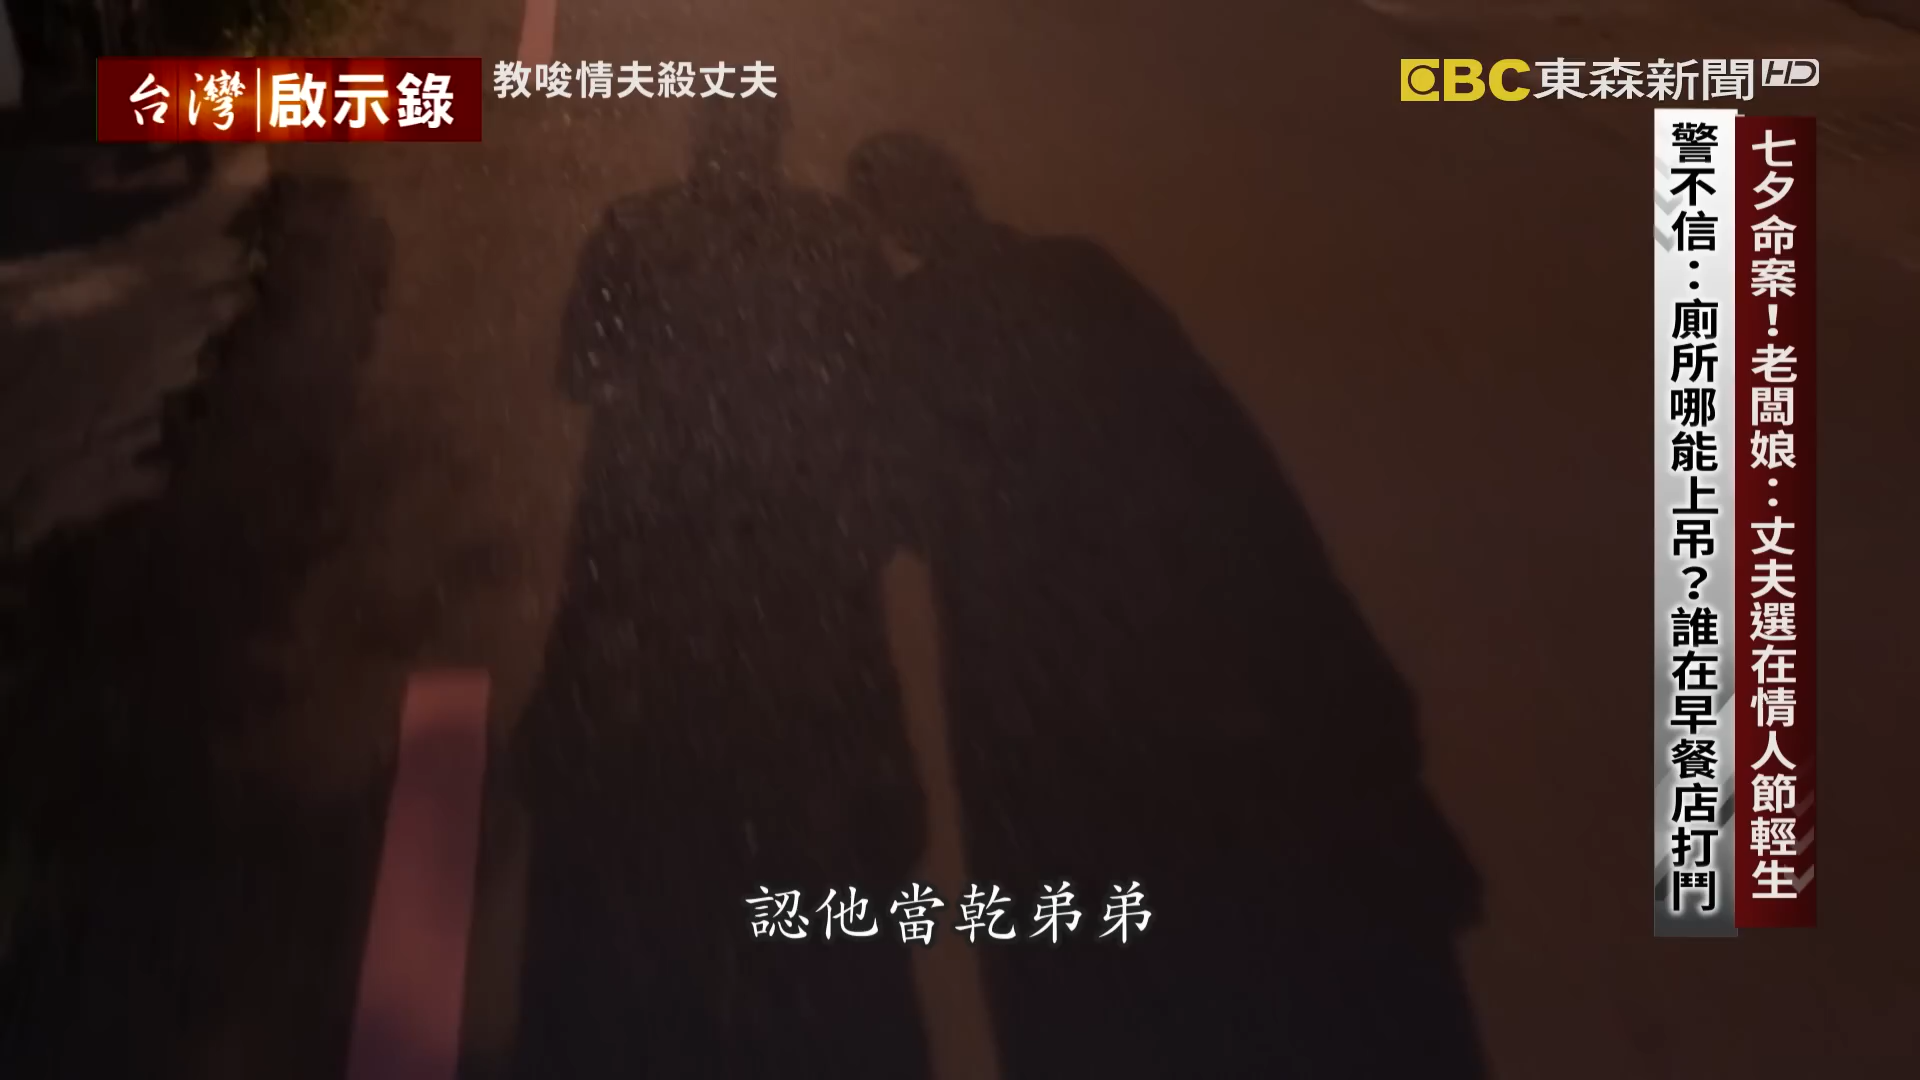 台灣啟示錄
教唆情夫殺丈夫
EBC東森新聞HD
七夕命案!老闆娘:丈夫選在情人節輕生
警不信:廁所哪能上吊?誰在早餐店打鬥
認他當乾弟弟